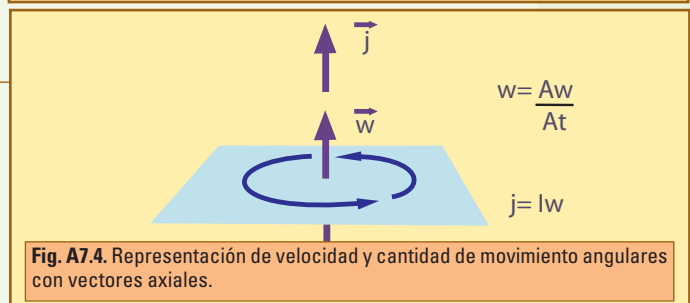 j
w
w= Aw
At
j= Iw
Fig. A7.4. Representación de velocidad y cantidad de movimiento angulares
con vectores axiales.